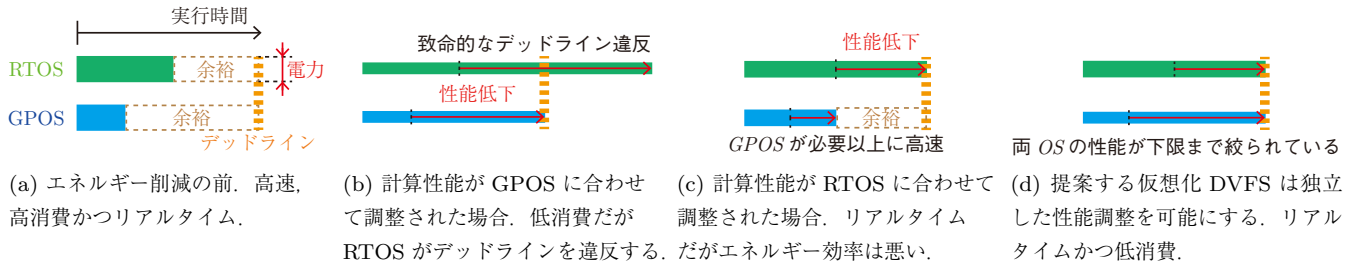 実行時間
RTOS
余裕
電力
GPOS
余裕
デッドライン
(a) エネルギー削減の前．高速，
高消費かつリアルタイム．
致命的なデッドライン違反
性能低下
(b) 計算性能が GPOS に合わせ
て調整された場合．低消費だが
RTOS がデッドラインを違反する．
性能低下
余裕
GPOS が必要以上に高速
(c) 計算性能が RTOS に合わせて
調整された場合．リアルタイム
だがエネルギー効率は悪い．
両 OS の性能が下限まで絞られている
(d) 提案する仮想化 DVFS は独立
した性能調整を可能にする．リアル
タイムかつ低消費．